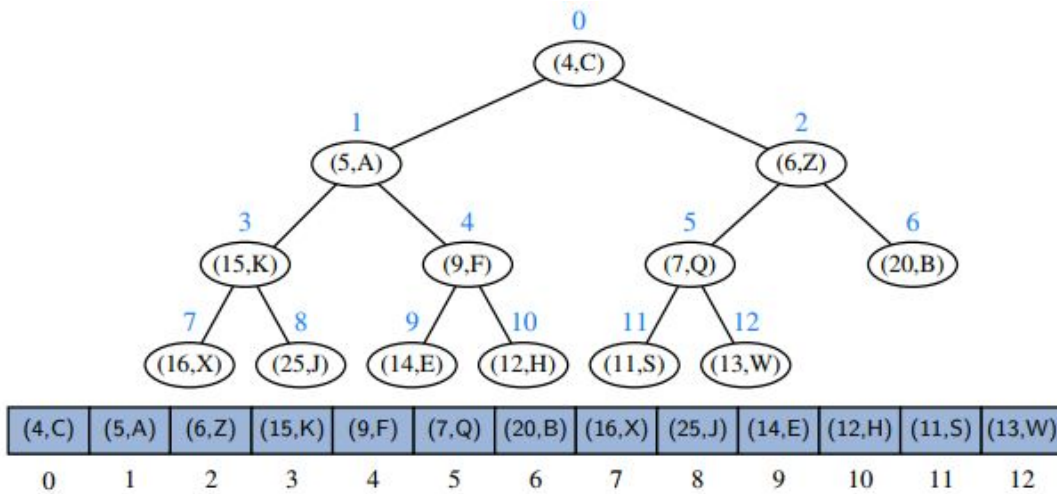 0
(4,C)
1 2
(5,A) (6,Z)
3 4 5 6
(15,K) (9,F) (7,Q) (20,B)
7 8 9 10 11 12
(16,X) (25,J) (14,E) (12,H) (11,S) (13,W)
(4,C) (5,A) (6,Z) (15,K) (9,F) (7,Q) (20,B) (16,X) (25,J) (14,E) (12,H) (11,S) (13,W)
0 1 2 3 4 5 6 7 8 9 10 11 12